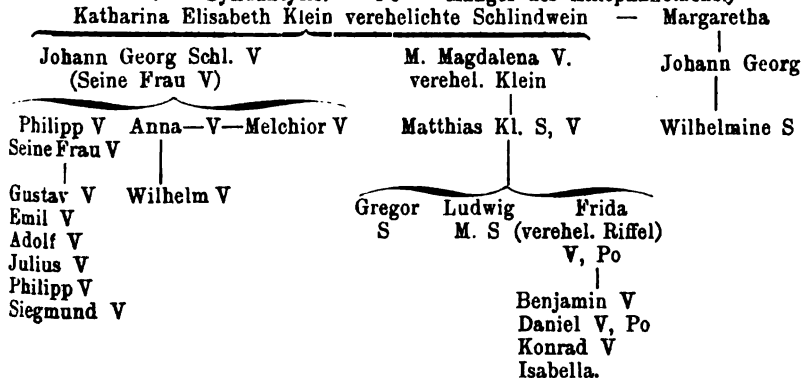 Katharina Elisabeth Klein verehelichte Schlindwein — Margaretha
Johann Georg Schl. V
(Seine Frau V)
M. Magdalena V.
verehel. Klein
Johann Georg
Philipp V
Seine Frau V
Anna—V—Melchior V
Matthias Kl. S, V
Wilhelmine S
Gustav V
Emil V
Adolf V
Julius V
Philipp V
Siegmund V
Wilhelm V
Gregor
S
Ludwig
M. S
Frida
(verehel. Riffel)
V, Po
Benjamin V
Daniel V, Po
Konrad V
Isabella.